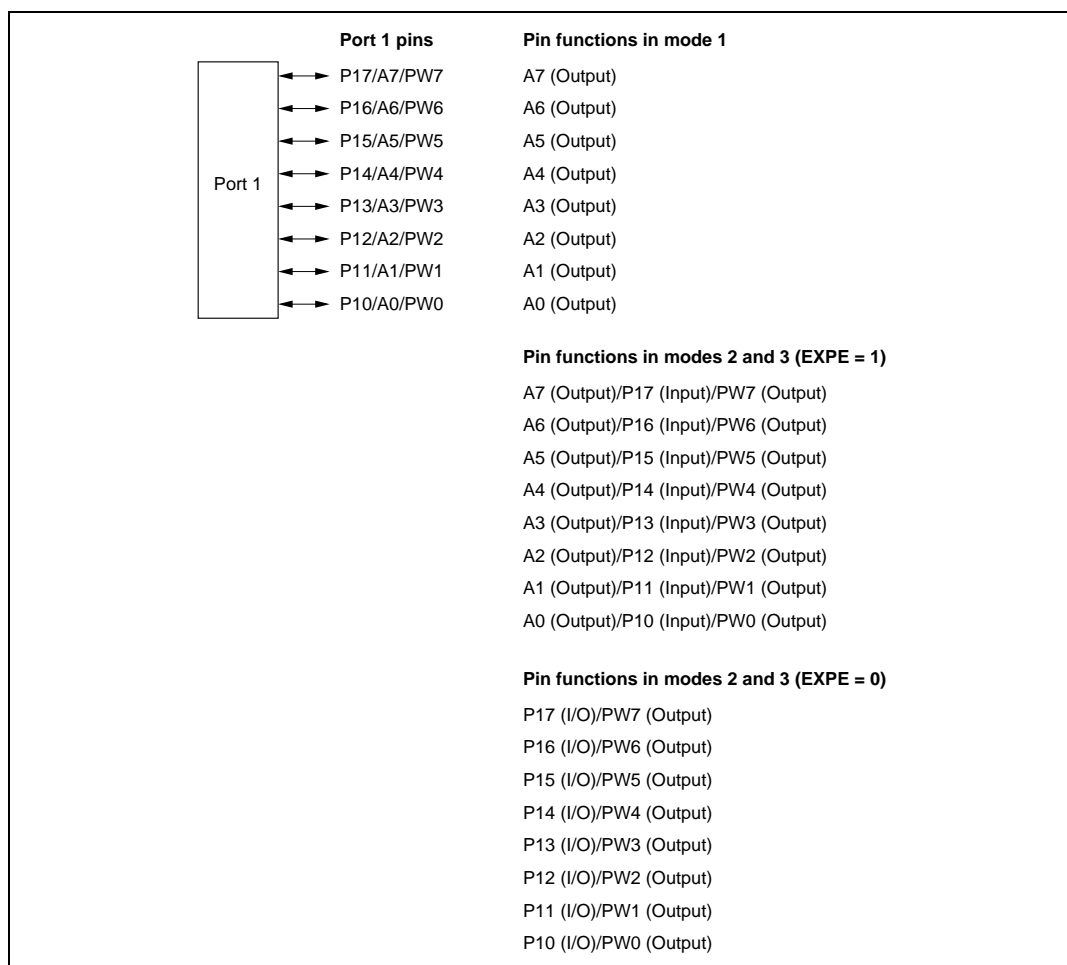 Port 1 pins Pin functions in mode 1
P17/A7/PW7 A7 (Output)
P16/A6/PW6 A6 (Output)
P15/A5/PW5 A5 (Output)
P14/A4/PW4 A4 (Output)
Port 1
P13/A3/PW3 A3 (Output)
P12/A2/PW2 A2 (Output)
P11/A1/PW1 A1 (Output)
P10/A0/PW0 A0 (Output)
Pin functions in modes 2 and 3 (EXPE = 1)
A7 (Output)/P17 (Input)/PW7 (Output)
A6 (Output)/P16 (Input)/PW6 (Output)
A5 (Output)/P15 (Input)/PW5 (Output)
A4 (Output)/P14 (Input)/PW4 (Output)
A3 (Output)/P13 (Input)/PW3 (Output)
A2 (Output)/P12 (Input)/PW2 (Output)
A1 (Output)/P11 (Input)/PW1 (Output)
A0 (Output)/P10 (Input)/PW0 (Output)
Pin functions in modes 2 and 3 (EXPE = 0)
P17 (I/O)/PW7 (Output)
P16 (I/O)/PW6 (Output)
P15 (I/O)/PW5 (Output)
P14 (I/O)/PW4 (Output)
P13 (I/O)/PW3 (Output)
P12 (I/O)/PW2 (Output)
P11 (I/O)/PW1 (Output)
P10 (I/O)/PW0 (Output)